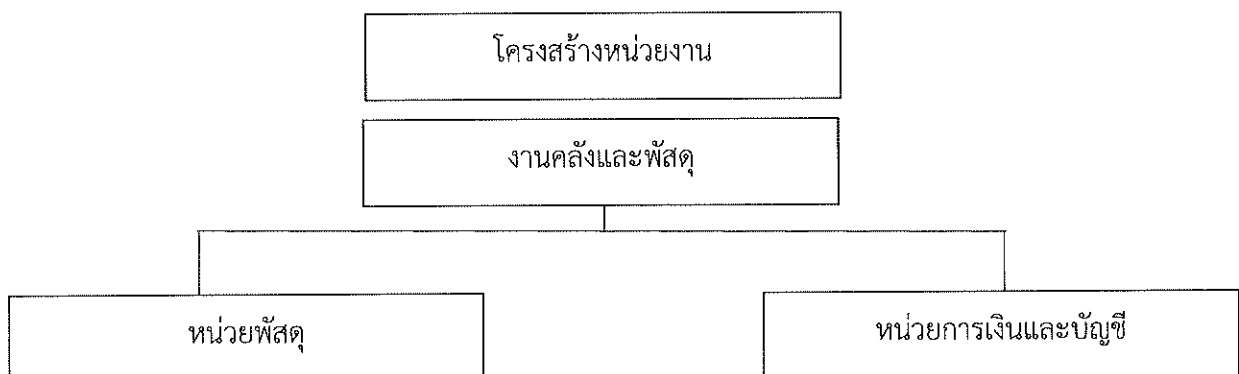 โครงสร้างหน่วยงาน
งานคลังและพัสดุ
หน่วยพัสดุ
หน่วยการเงินและบัญชี